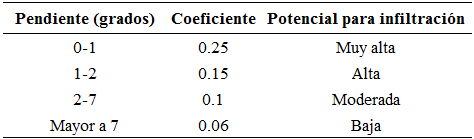 Pendiente (grados) Coeficiente Potencial para infiltración
0-1 0.25 Muy alta
1-2 0.15 Alta
2-7 0.1 Moderada
Mayor a 7 0.06 Baja